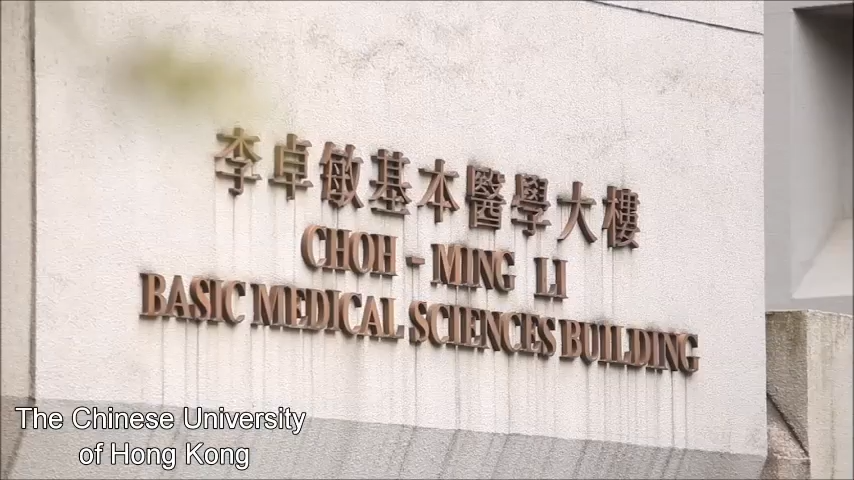 李卓敏基本醫學大樓
CHOH - MING LI
BASIC MEDICAL SCIENCES BUILDING
The Chinese University
of Hong Kong